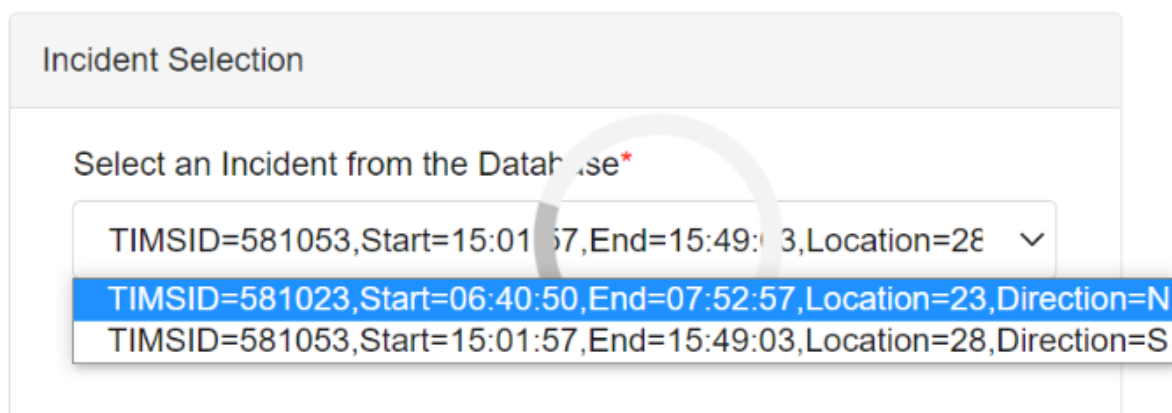 Incident Selection
Select an Incident from the Database*
TIMSID=581053,Start=15:01:57,End=15:49:03,Location=28
TIMSID=581023,Start=06:40:50,End=07:52:57,Location=23,Direction=N
TIMSID=581053,Start=15:01:57,End=15:49:03,Location=28,Direction=S